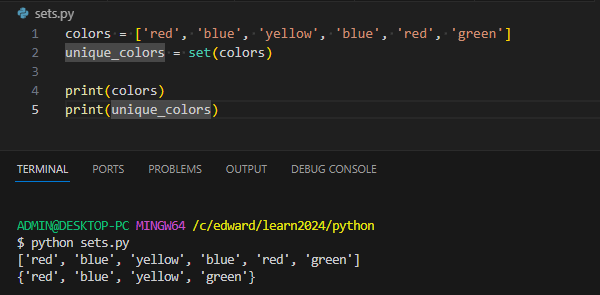 sets.py
1 colors = ['red', 'blue', 'yellow', 'blue', 'red', 'green']
2 unique_colors = set(colors)
3
4 print(colors)
5 print(unique_colors)
TERMINAL PORTS PROBLEMS OUTPUT DEBUG CONSOLE
ADMIN@DESKTOP-PC MINGW64 /c/edward/learn2024/python
$ python sets.py
['red', 'blue', 'yellow', 'blue', 'red', 'green']
{'red', 'blue', 'yellow', 'green'}